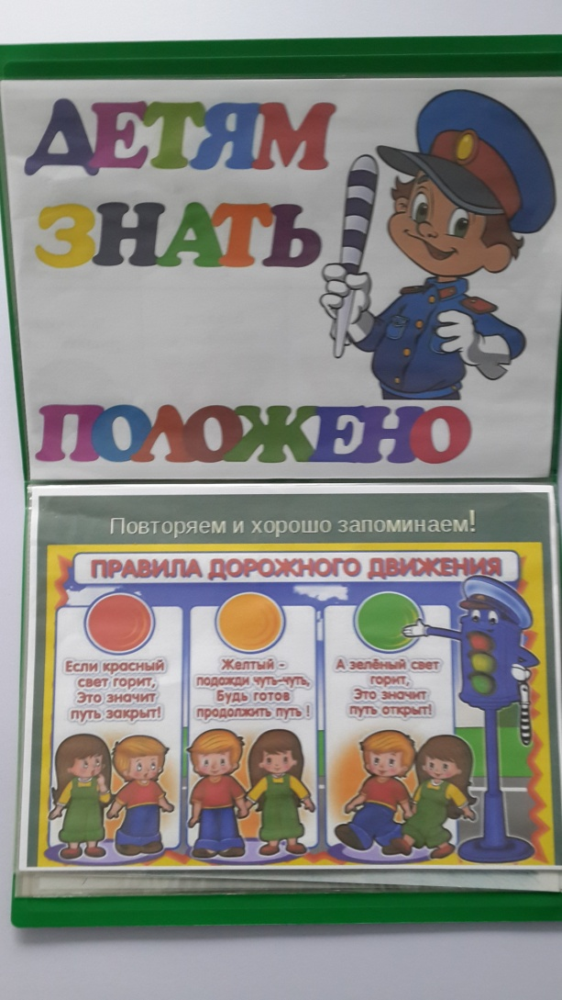 ДЕТЯМ
ЗНАТЬ
ПОЛОЖЕНО
Повторяем и хорошо запоминаем!
ПРАВИЛА ДОРОЖНОГО ДВИЖЕНИЯ
Если красный
свет горит,
Это значит
путь закрыт!
Желтый -
подожди чуть-чуть,
Будь готов
продолжить путь !
А зелёный свет
горит,
Это значит
путь открыт!